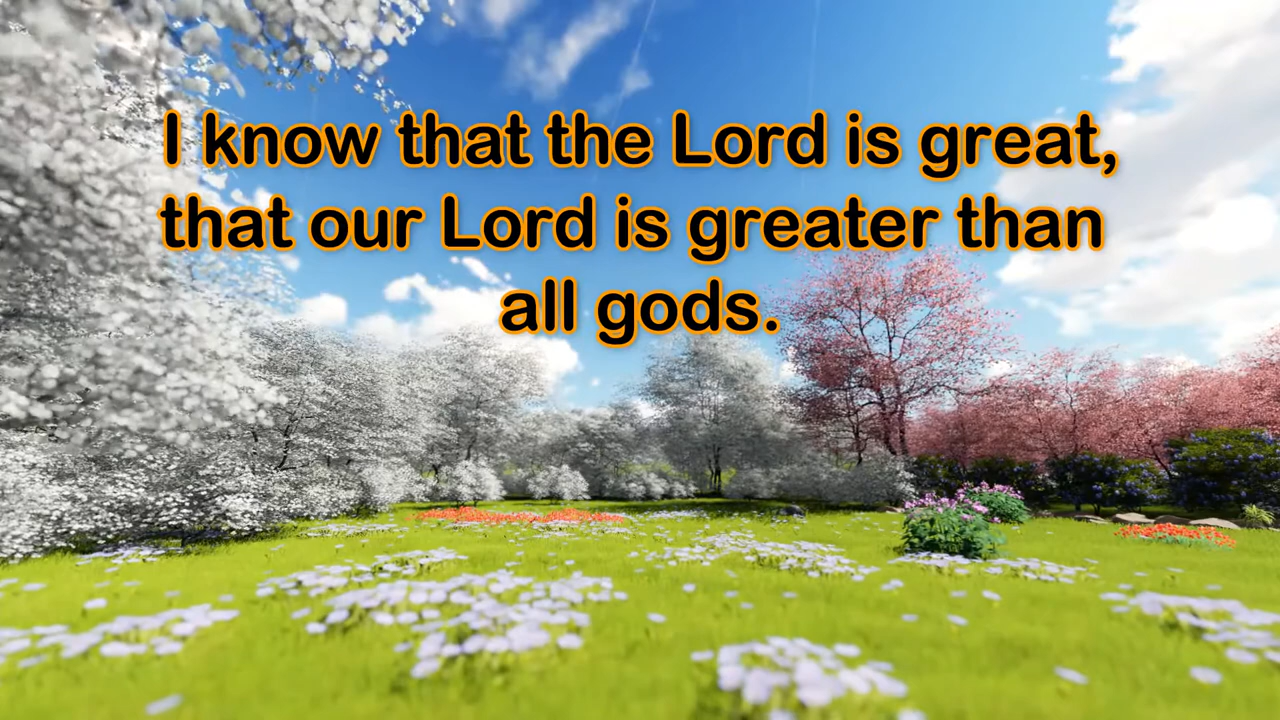 I know that the Lord is great,
that our Lord is greater than
all gods.